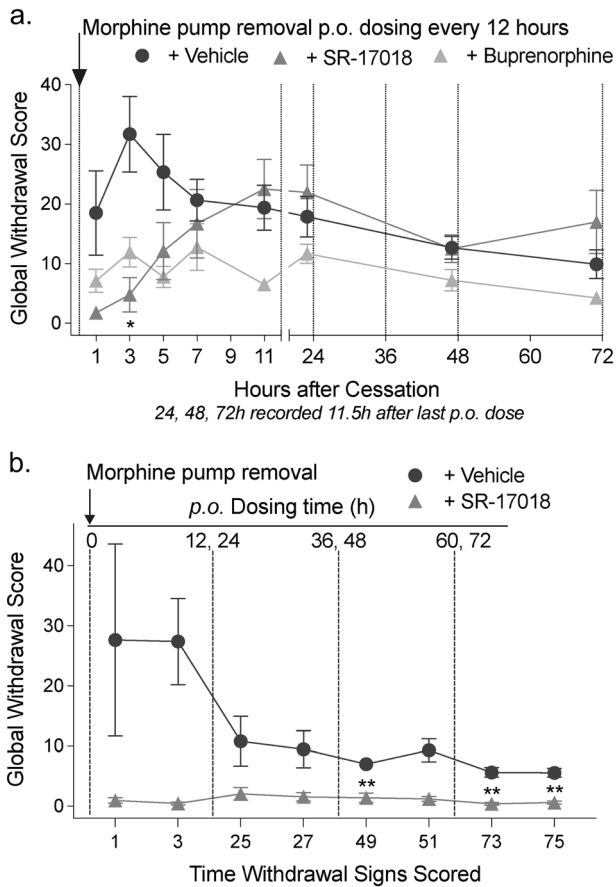 a.
Morphine pump removal p.o. dosing every 12 hours
+ Vehicle + SR-17018 + Buprenorphine
Global Withdrawal Score
40
30
20
10
0
*
1 3 5 7 9 11 24 36 48 60 72
Hours after Cessation
24, 48, 72h recorded 11.5h after last p.o. dose
b.
Morphine pump removal
+ Vehicle
+ SR-17018
p.o. Dosing time (h)
0 12, 24 36, 48 60, 72
Global Withdrawal Score
40
30
20
10
0
** ** **
1 3 25 27 49 51 73 75
Time Withdrawal Signs Scored